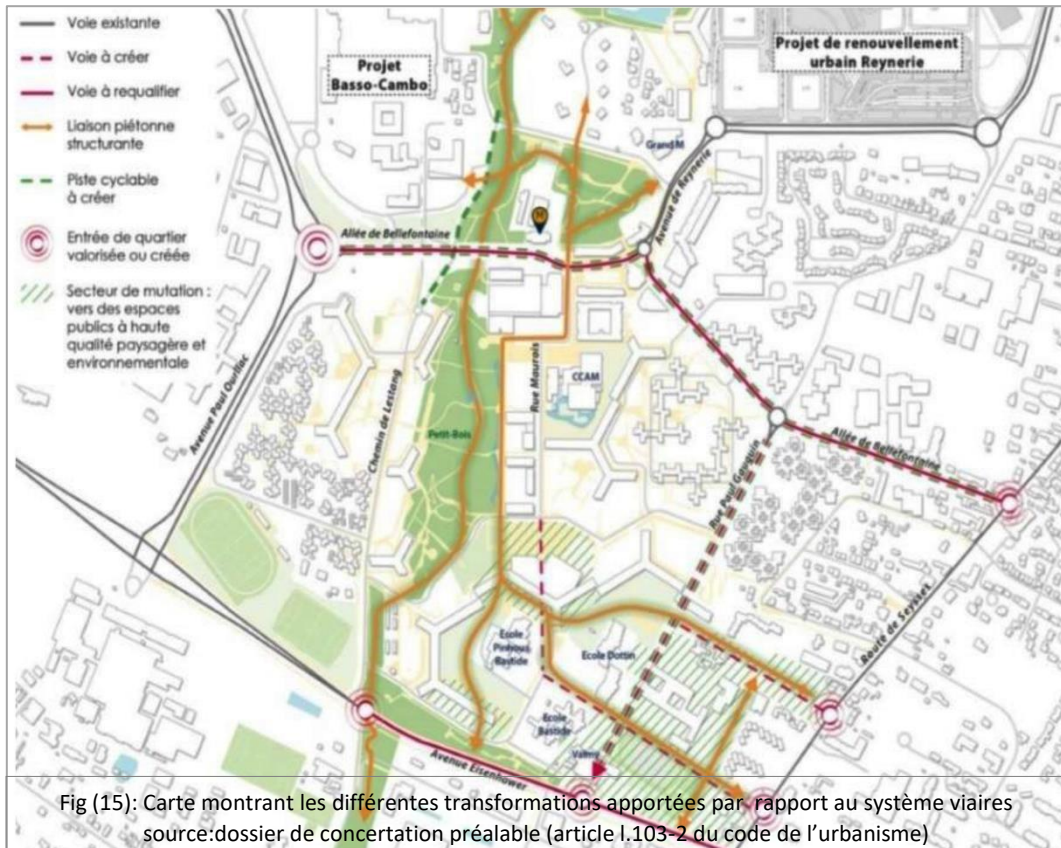 Voie existante
Voie à créer
Voie à requalifier
Liaison piétonne
structurante
Piste cyclable
à créer
Entrée de quartier
valorisée ou créée
Secteur de mutation :
vers des espaces
publics à haute
qualité paysagère et
environnementale
Projet
Basso-Cambo
Projet de renouvellement
urbain Reynerie
Grand M
Avenue de Reynerie
M
Allée de Bellefontaine
Avenue Paul Ourliac
Chemin de Lestang
Petit-Bois
Rue Maurois
CCAM
Rue Paul Gauguin
Allée de Bellefontaine
Route de Seysses
Ecole
Pinhous
Bastide
Ecole Dottin
Ecole
Bastide
Valéry
Avenue Eisenhower
Fig (15): Carte montrant les différentes transformations apportées par rapport au système viaires
source:dossier de concertation préalable (article l.103-2 du code de l’urbanisme)